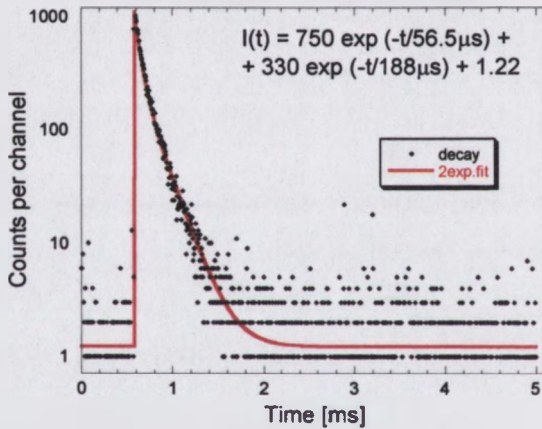 1000
100
10
1
I(t) = 750 exp (-t/56.5μs) +
+ 330 exp (-t/188μs) + 1.22
decay
2exp.fit
Counts per channel
0 1 2 3 4 5
Time [ms]